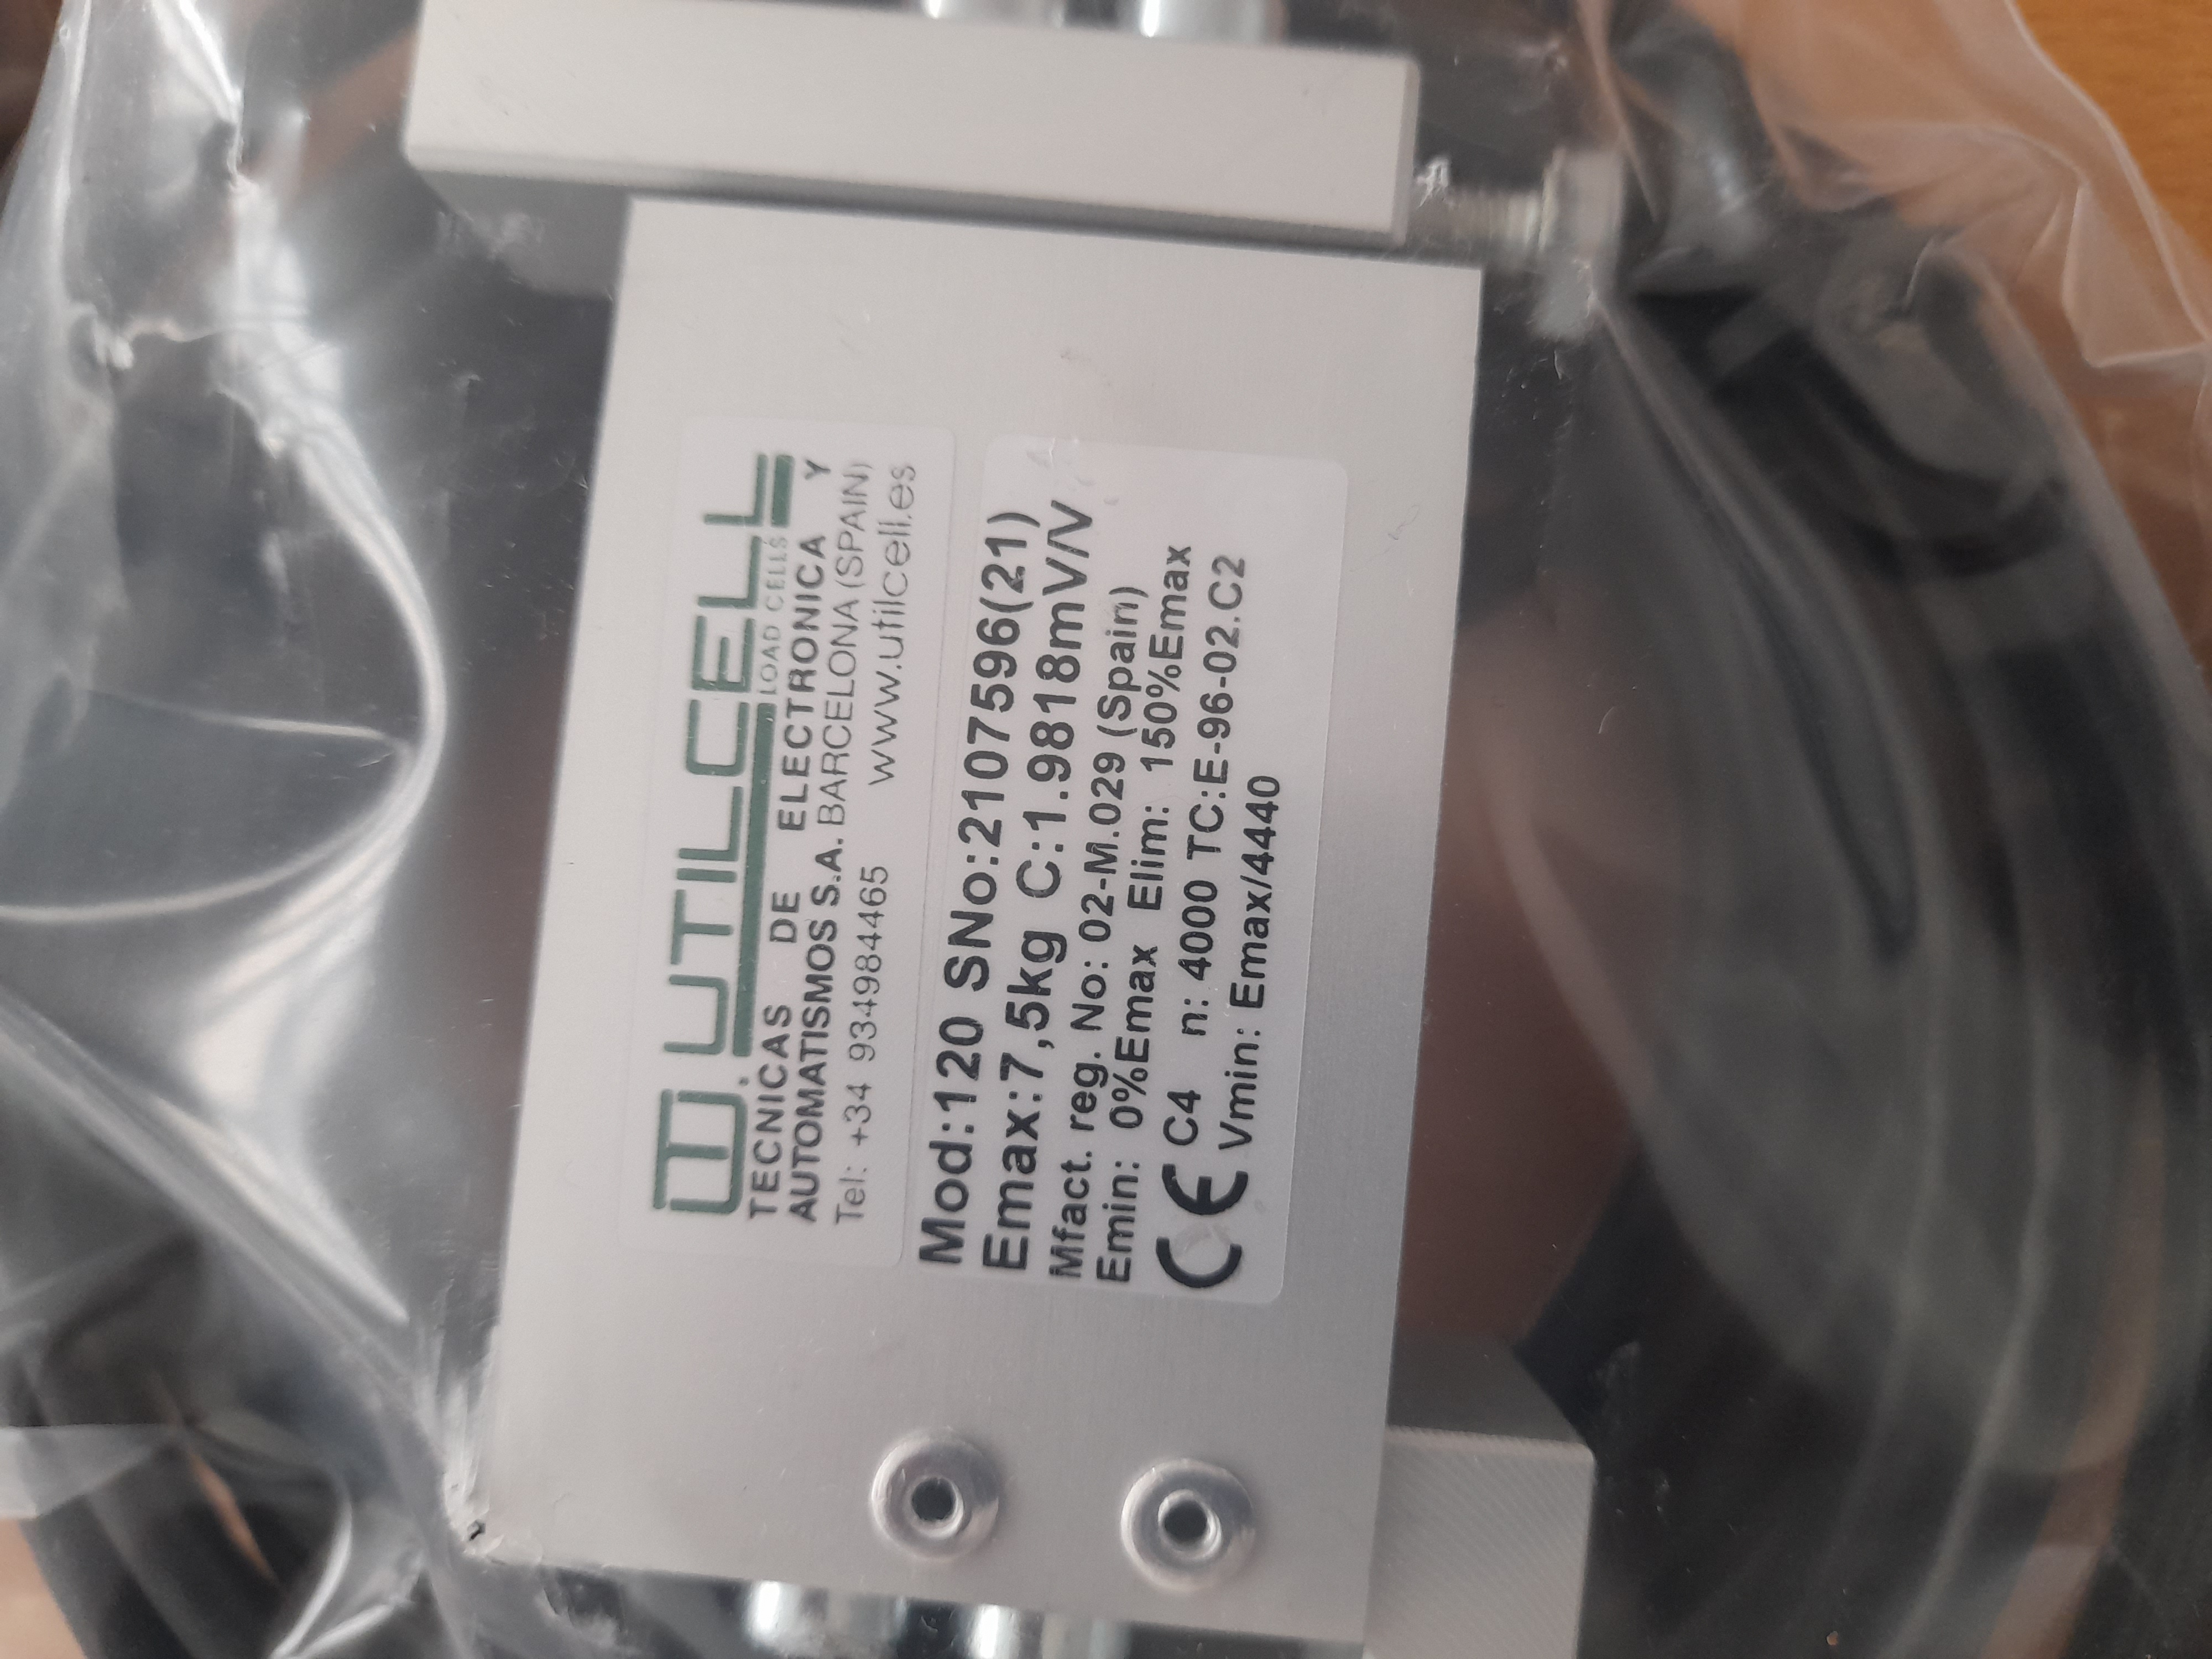 UTILCELL
LOAD CELLS
TECNICAS DE ELECTRONICA Y
AUTOMATISMOS S.A. BARCELONA (SPAIN)
Tel: +34 934984465 www.utilcell.es
Mod:120 SNo:2107596(21)
Emax:7,5kg C:1.9818mV/V
Mfact. reg. No: 02-M.029 (Spain)
Emin: 0%Emax Elim: 150%Emax
CE C4 n: 4000 TC:E-96-02.C2
Vmin: Emax/4440